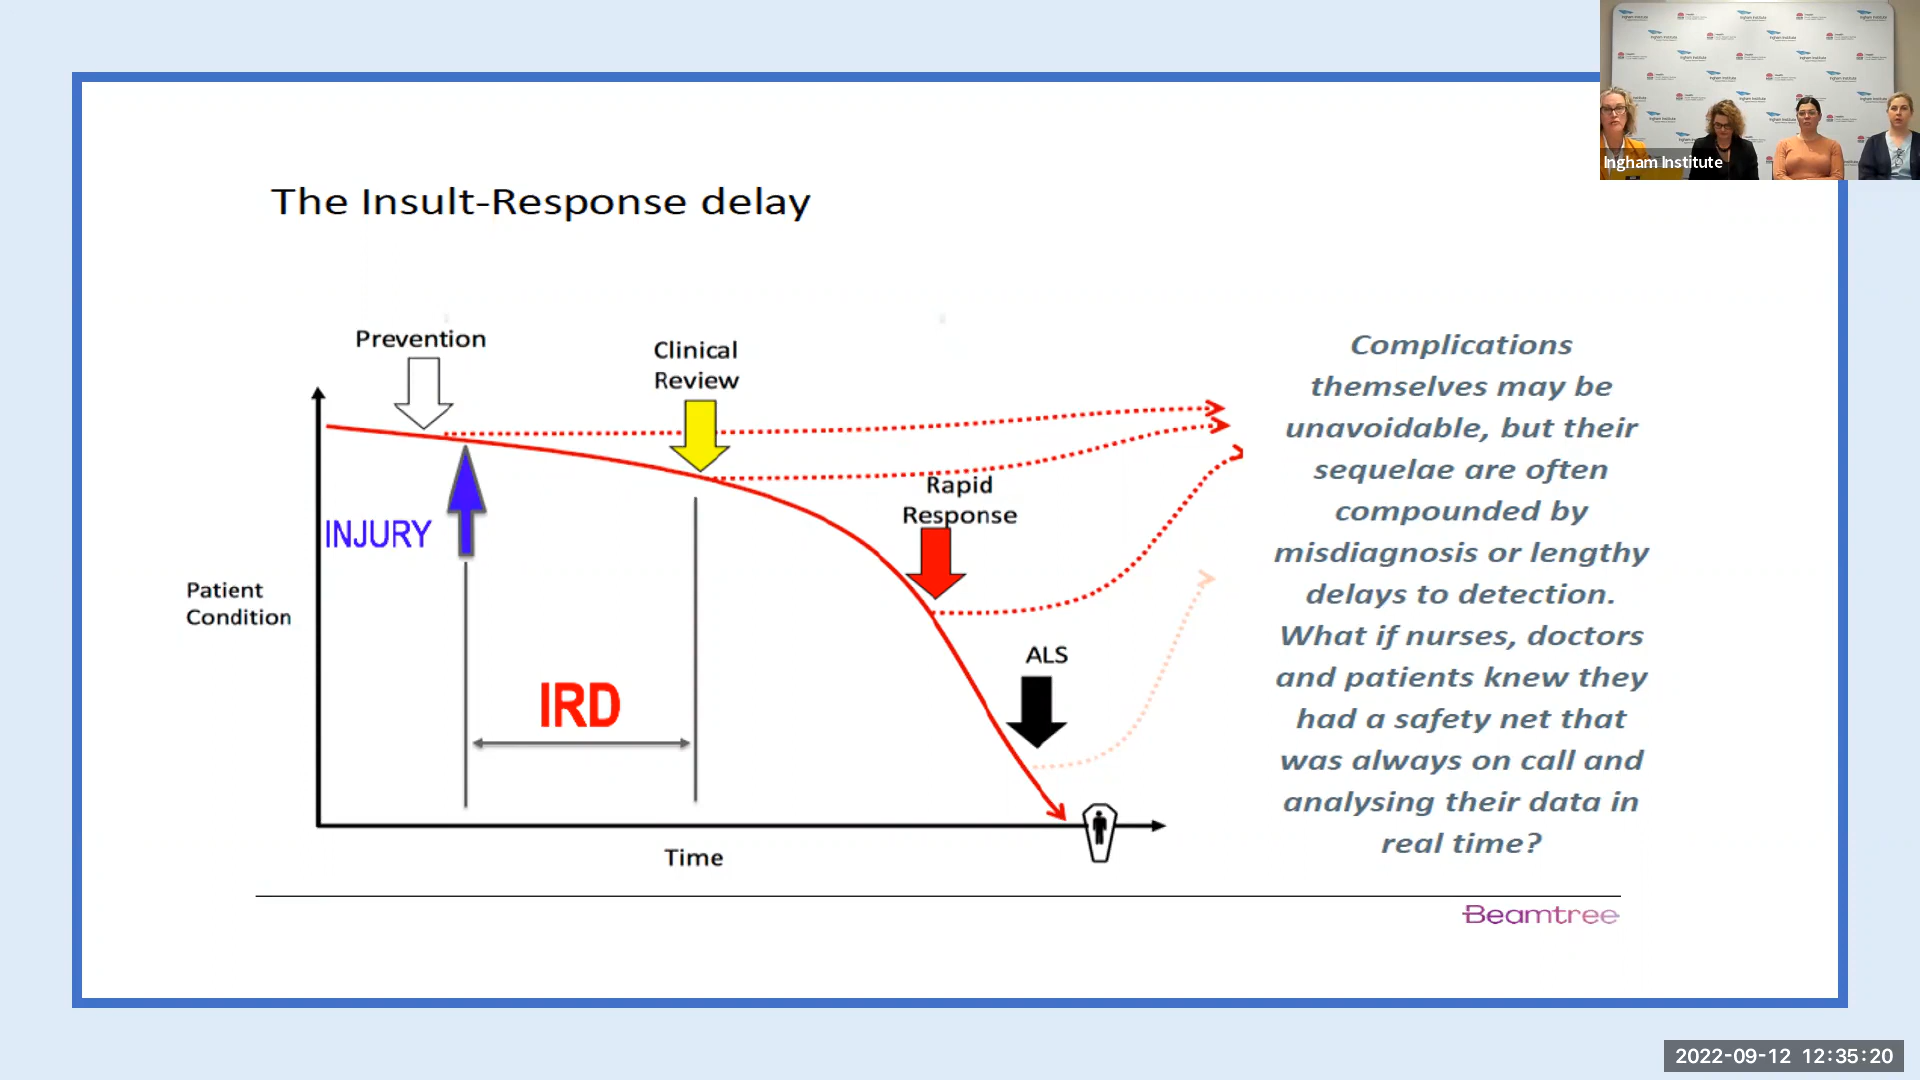 The Insult-Response delay
Prevention
Clinical
Review
Rapid
Response
INJURY
Patient
Condition
IRD
ALS
Time
Complications
themselves may be
unavoidable, but their
sequelae are often
compounded by
misdiagnosis or lengthy
delays to detection.
What if nurses, doctors
and patients knew they
had a safety net that
was always on call and
analysing their data in
real time?
Beamtree
Ingham Institute
2022-09-12 12:35:20